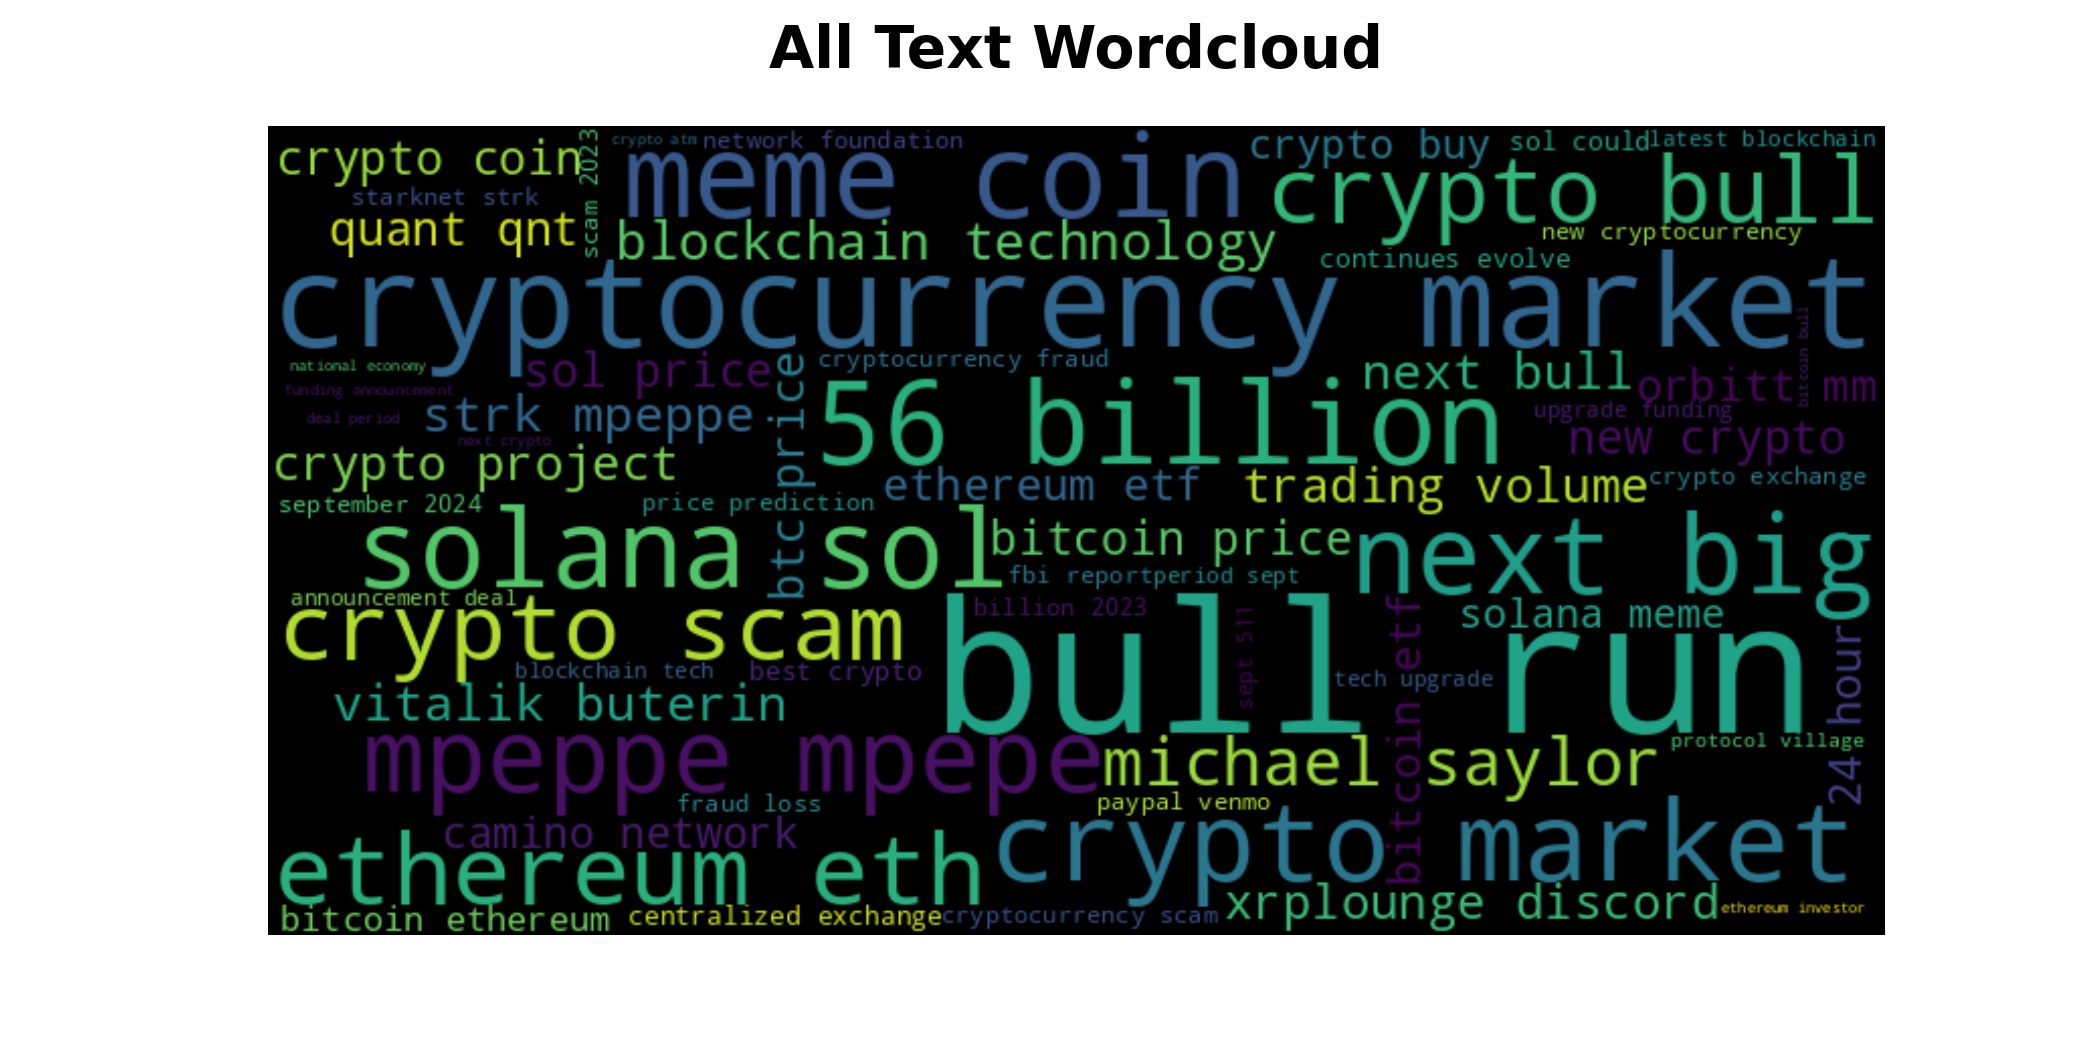 All Text Wordcloud
crypto coin
scam 2023
crypto atm
network foundation
crypto buy
sol could
latest blockchain
starknet strk
meme coin
crypto bull
quant qnt
blockchain technology
new cryptocurrency
continues evolve
cryptocurrency market
bitcoin bull
national economy
sol price
btc price
cryptocurrency fraud
next bull
orbitt mm
funding announcement
deal period
strk mpeppe
56 billion
upgrade funding
next crypto
new crypto
crypto project
ethereum etf
trading volume
crypto exchange
september 2024
price prediction
solana sol
bitcoin price
next big
fbi report
period sept
announcement deal
crypto scam
billion 2023
sept 511
bitcoin etf
solana meme
bull run
24 hour
blockchain tech
best crypto
tech upgrade
vitalik buterin
mpeppe mpepe
michael saylor
protocol village
fraud loss
paypal venmo
camino network
crypto market
ethereum eth
xrplounge discord
bitcoin ethereum
centralized exchange
cryptocurrency scam
ethereum investor